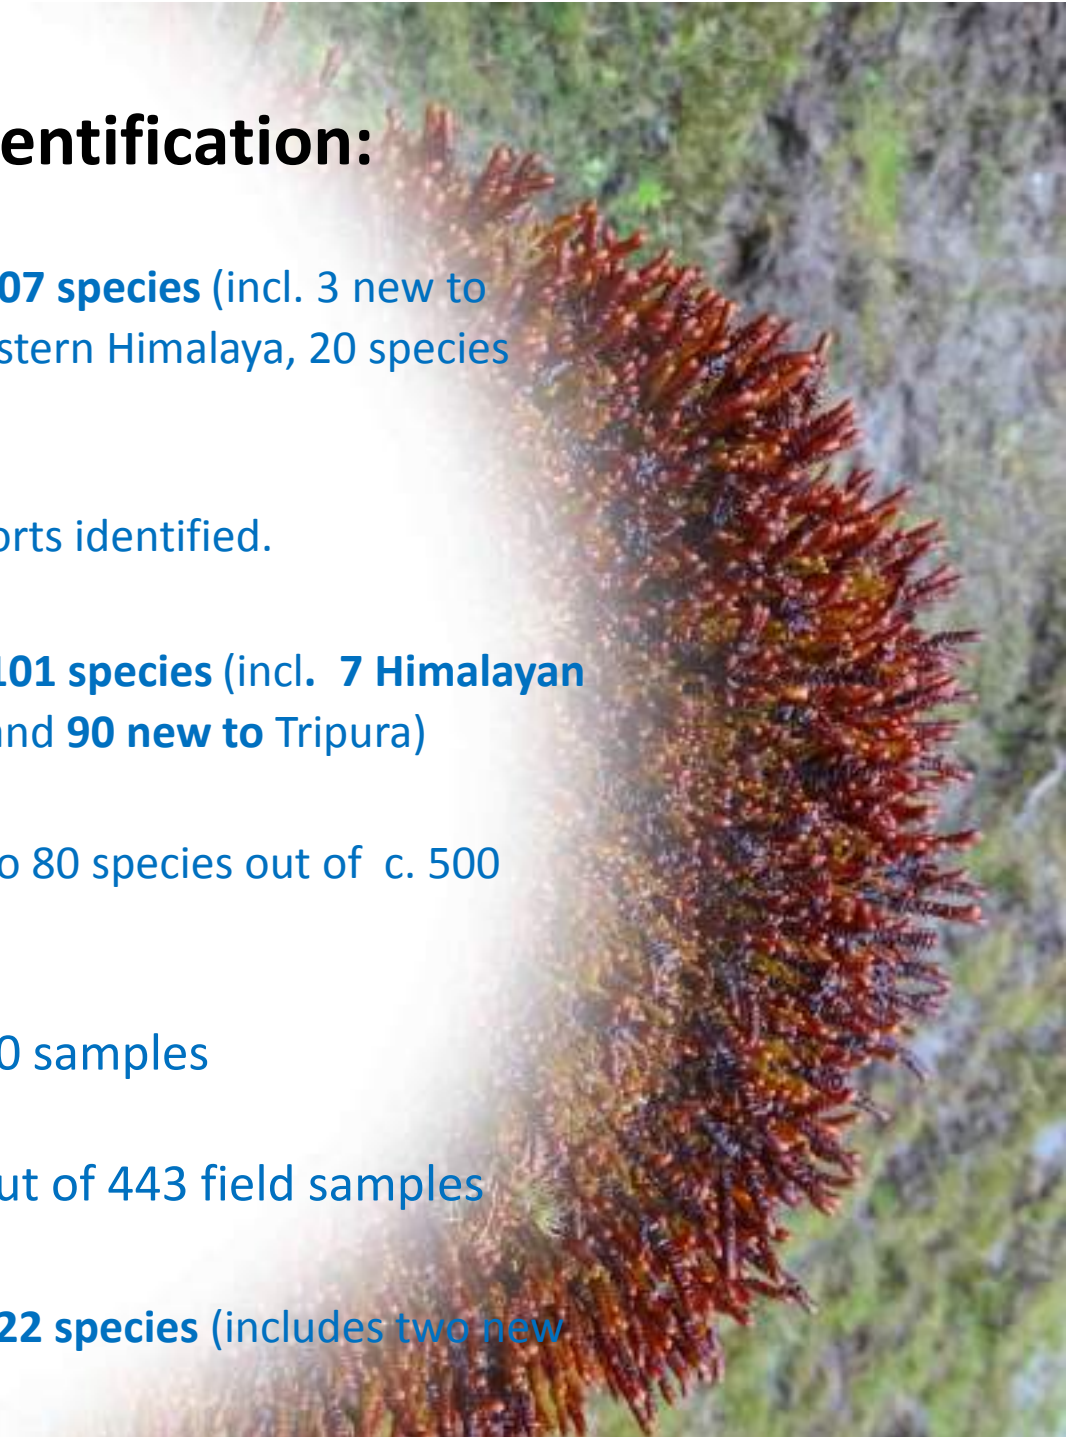 entification:
07 species (incl. 3 new to
stern Himalaya, 20 species
orts identified.
101 species (incl. 7 Himalayan
and 90 new to Tripura)
o 80 species out of c. 500
0 samples
ut of 443 field samples
22 species (includes two new